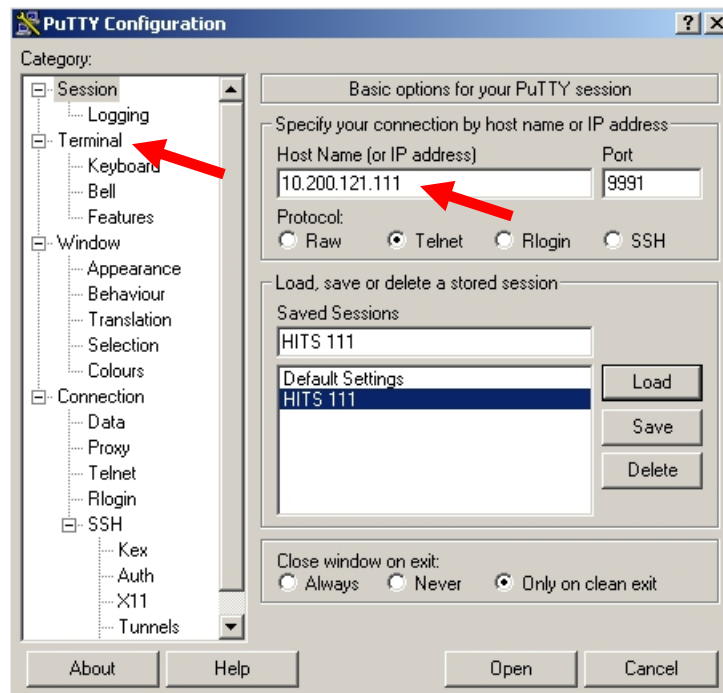 PuTTY Configuration
Category:
Session
Logging
Terminal
Keyboard
Bell
Features
Window
Appearance
Behaviour
Translation
Selection
Colours
Connection
Data
Proxy
Telnet
Rlogin
SSH
Kex
Auth
X11
Tunnels
Basic options for your PuTTY session
Specify your connection by host name or IP address
Host Name (or IP address) Port
10.200.121.111 9991
Protocol:
Raw Telnet Rlogin SSH
Load, save or delete a stored session
Saved Sessions
HITS 111
Default Settings
HITS 111
Load
Save
Delete
Close window on exit:
Always Never Only on clean exit
About Help Open Cancel